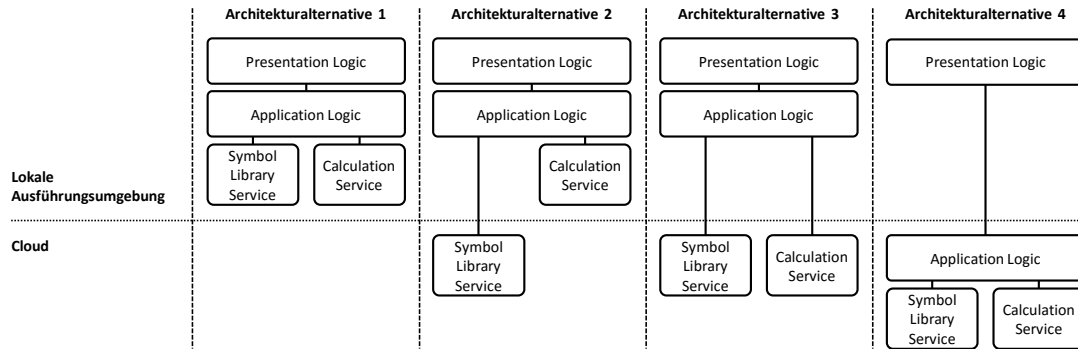 Architekturalternative 1
Architekturalternative 2
Architekturalternative 3
Architekturalternative 4
Presentation Logic
Presentation Logic
Presentation Logic
Presentation Logic
Application Logic
Application Logic
Application Logic
Symbol
Library
Service
Calculation
Service
Calculation
Service
Lokale
Ausführungsumgebung
Cloud
Symbol
Library
Service
Symbol
Library
Service
Calculation
Service
Application Logic
Symbol
Library
Service
Calculation
Service